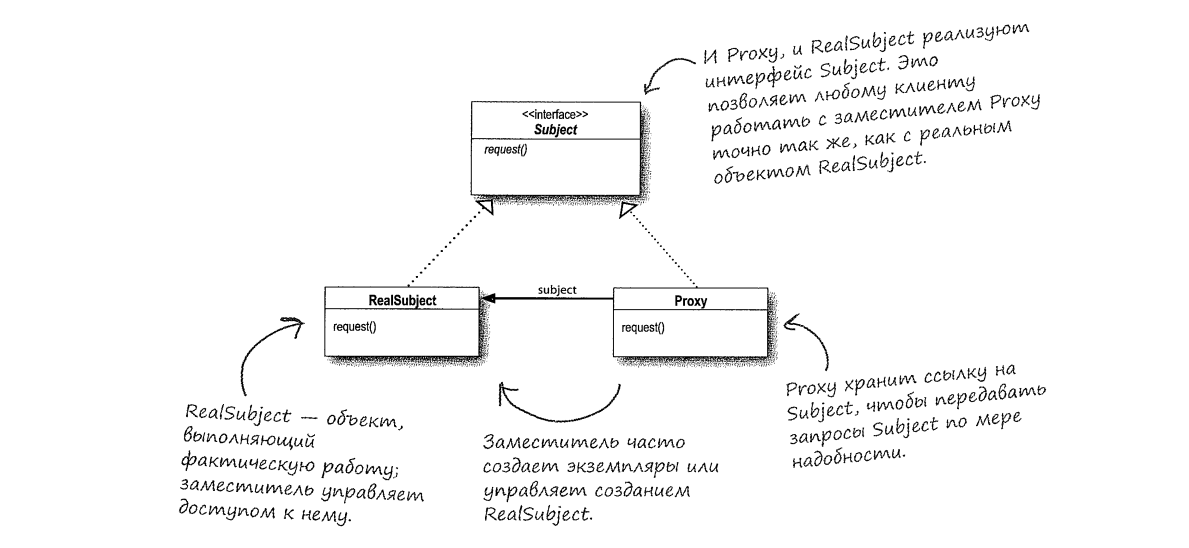 И Proxy, и RealSubject реализуют
интерфейс Subject. Это
позволяет любому клиенту
работать с заместителем Proxy
точно так же, как с реальным
объектом RealSubject.
<<interface>>
Subject
request()
RealSubject
request()
subject
Proxy
request()
RealSubject — объект,
выполняющий
фактическую работу;
заместитель управляет
доступом к нему.
Заместитель часто
создает экземпляры или
управляет созданием
RealSubject.
Proxy хранит ссылку на
Subject, чтобы передавать
запросы Subject по мере
надобности.